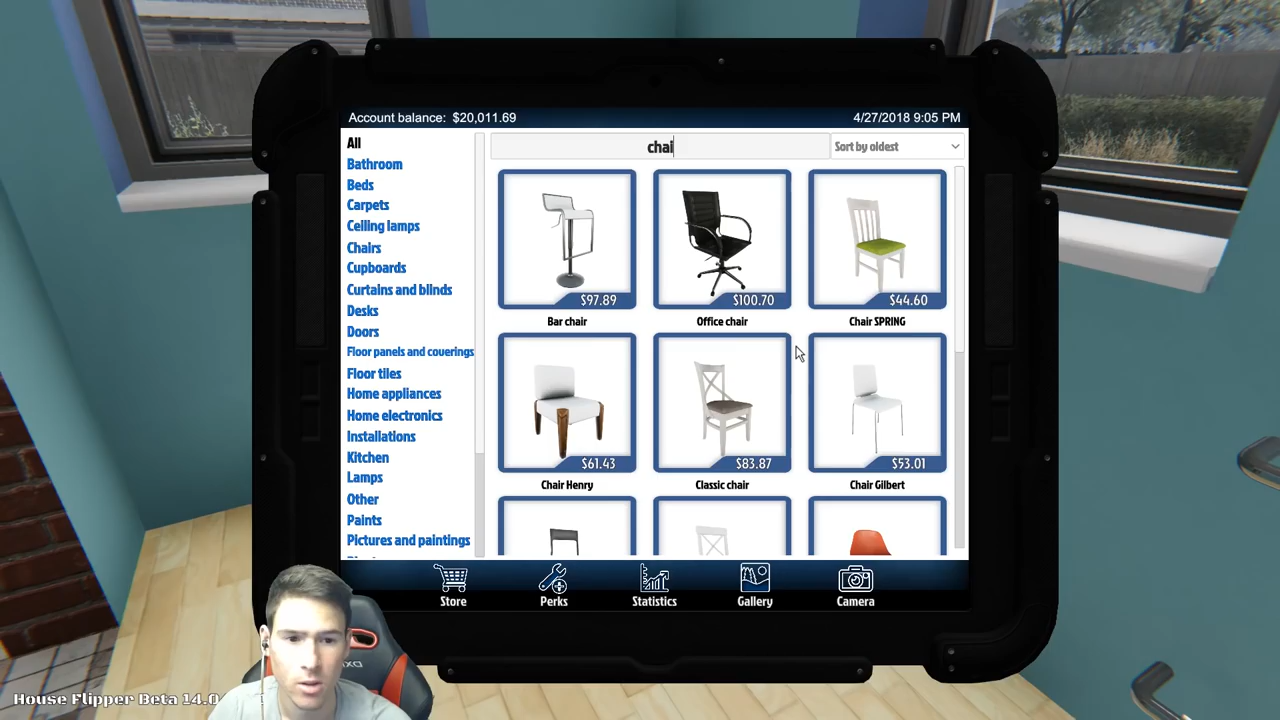 Account balance: $20,011.69
4/27/2018 9:05 PM
All
Bathroom
Beds
Carpets
Ceiling lamps
Chairs
Cupboards
Curtains and blinds
Desks
Doors
Floor panels and coverings
Floor tiles
Home appliances
Home electronics
Installations
Kitchen
Lamps
Other
Paints
Pictures and paintings
chai
Sort by oldest
$97.89
$100.70
$44.60
Bar chair
Office chair
Chair SPRING
$61.43
$83.87
$53.01
Chair Henry
Classic chair
Chair Gilbert
Store
Perks
Statistics
Gallery
Camera
House Flipper Beta 14.0